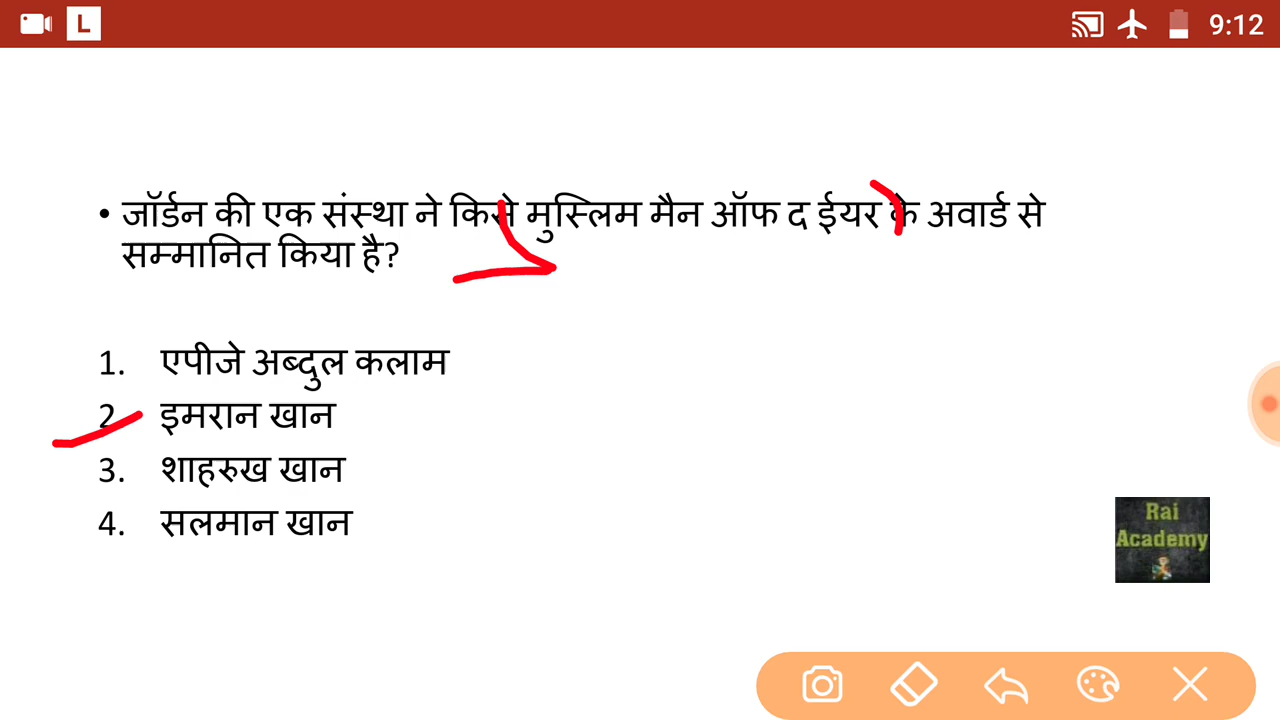 L 9:12
• जॉर्डन की एक संस्था ने किसे मुस्लिम मैन ऑफ द ईयर के अवार्ड से
सम्मानित किया है?
1. एपीजे अब्दुल कलाम
2. इमरान खान
3. शाहरुख खान
4. सलमान खान
Rai
Academy